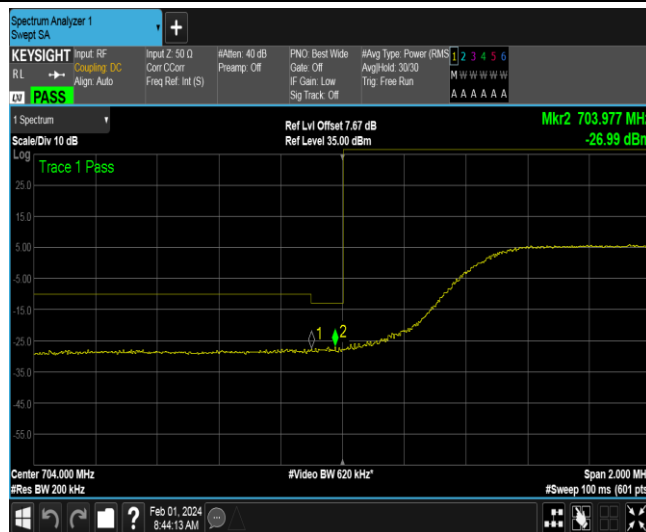 Spectrum Analyzer 1
Swept SA
+
KEYSIGHT
RL
LXI PASS
Input: RF
Coupling: DC
Align: Auto
Input Z: 50 Ω
Corr CCorr
Freq Ref: Int (S)
#Atten: 40 dB
Preamp: Off
PNO: Best Wide
Gate: Off
IF Gain: Low
Sig Track: Off
#Avg Type: Power (RMS
Avg|Hold: 30/30
Trig: Free Run
1 2 3 4 5 6
M W W W W W
A A A A A A
1 Spectrum
Scale/Div 10 dB
Ref Lvl Offset 7.67 dB
Ref Level 35.00 dBm
Mkr2 703.977 MHz
-26.99 dBm
Log
Trace 1 Pass
25.0
15.0
5.00
-5.00
-15.0
-25.0
-35.0
-45.0
-55.0
1
2
Center 704.000 MHz
#Res BW 200 kHz
#Video BW 620 kHz*
Span 2.000 MHz
#Sweep 100 ms (601 pts
?
Feb 01, 2024
8:44:13 AM